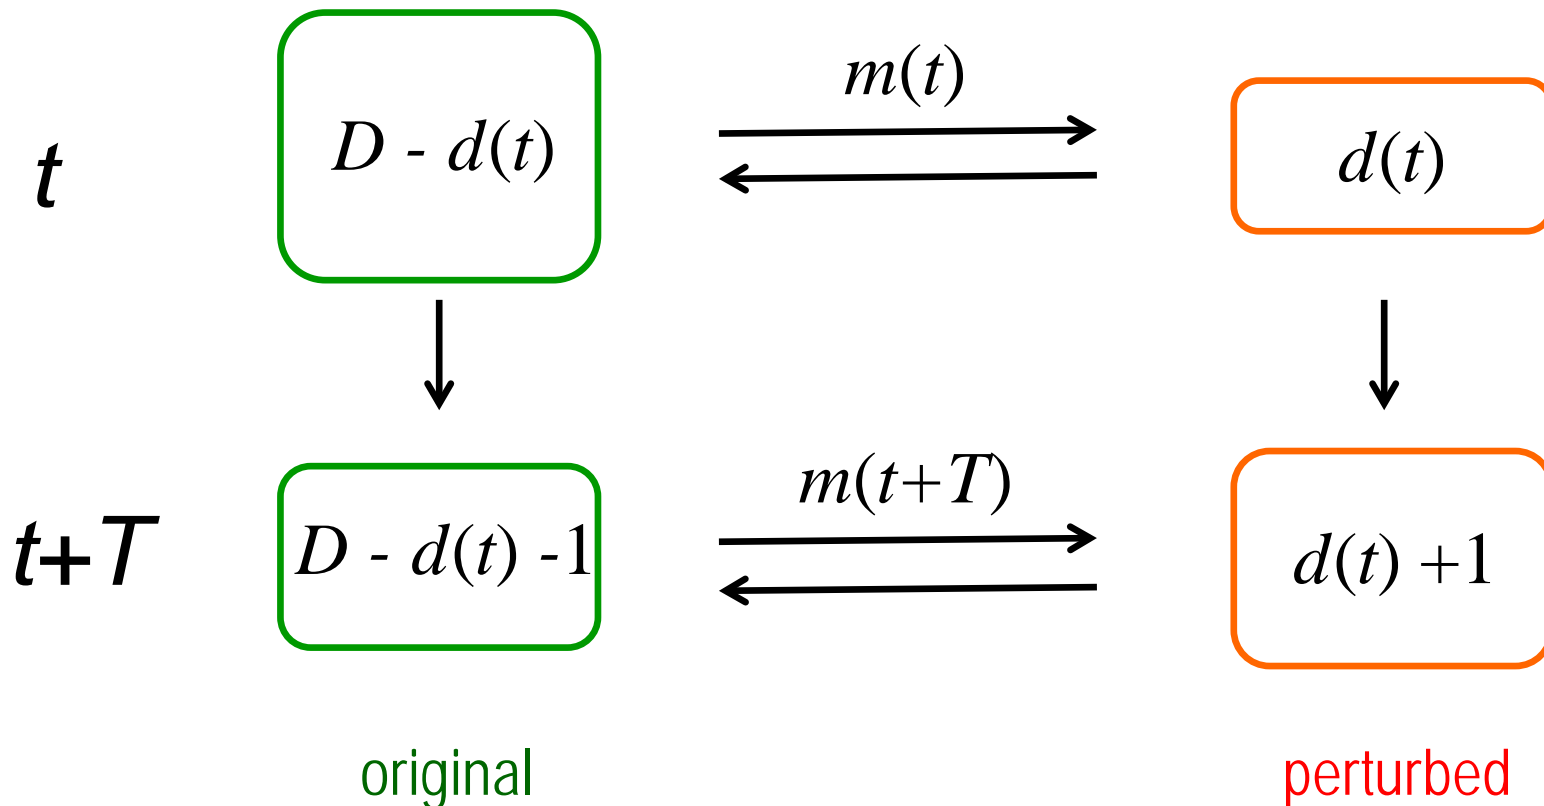 m(t)
t
D - d(t)
d(t)
m(t+T)
t+T
D - d(t) -1
d(t) +1
original
perturbed